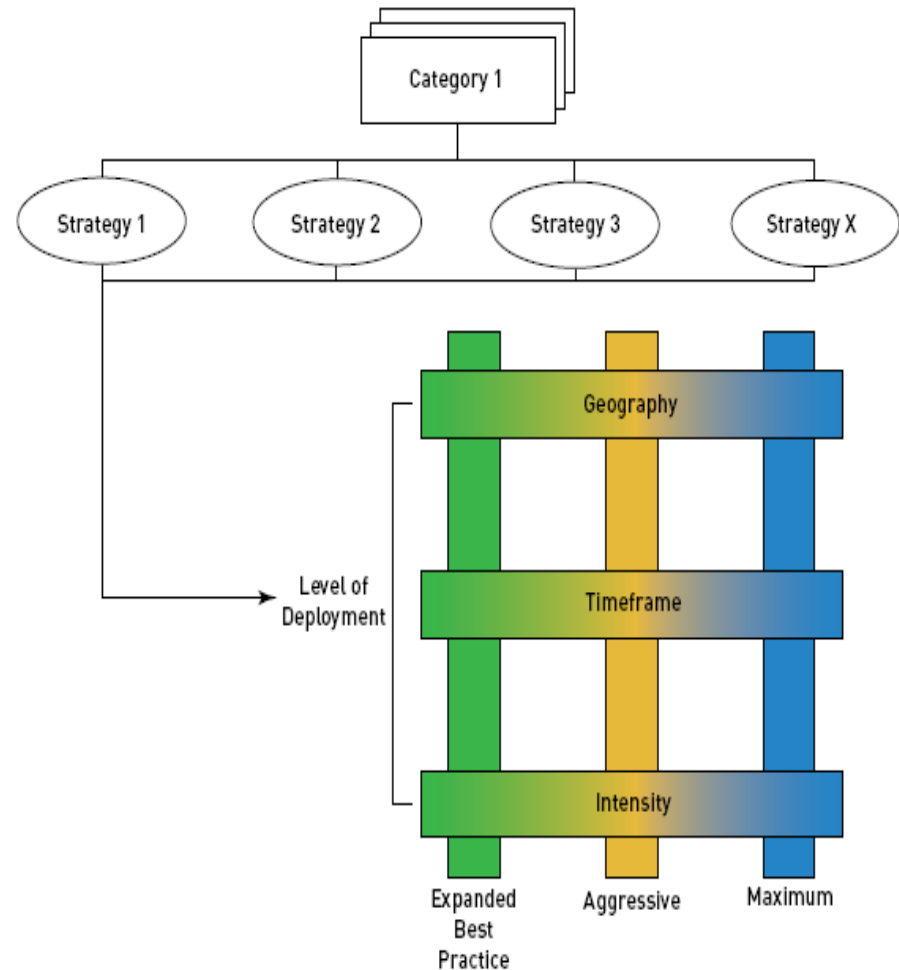 Category 1
Strategy 1
Strategy 2
Strategy 3
Strategy X
Geography
Level of
Deployment
Timeframe
Intensity
Expanded
Best
Practice
Aggressive
Maximum